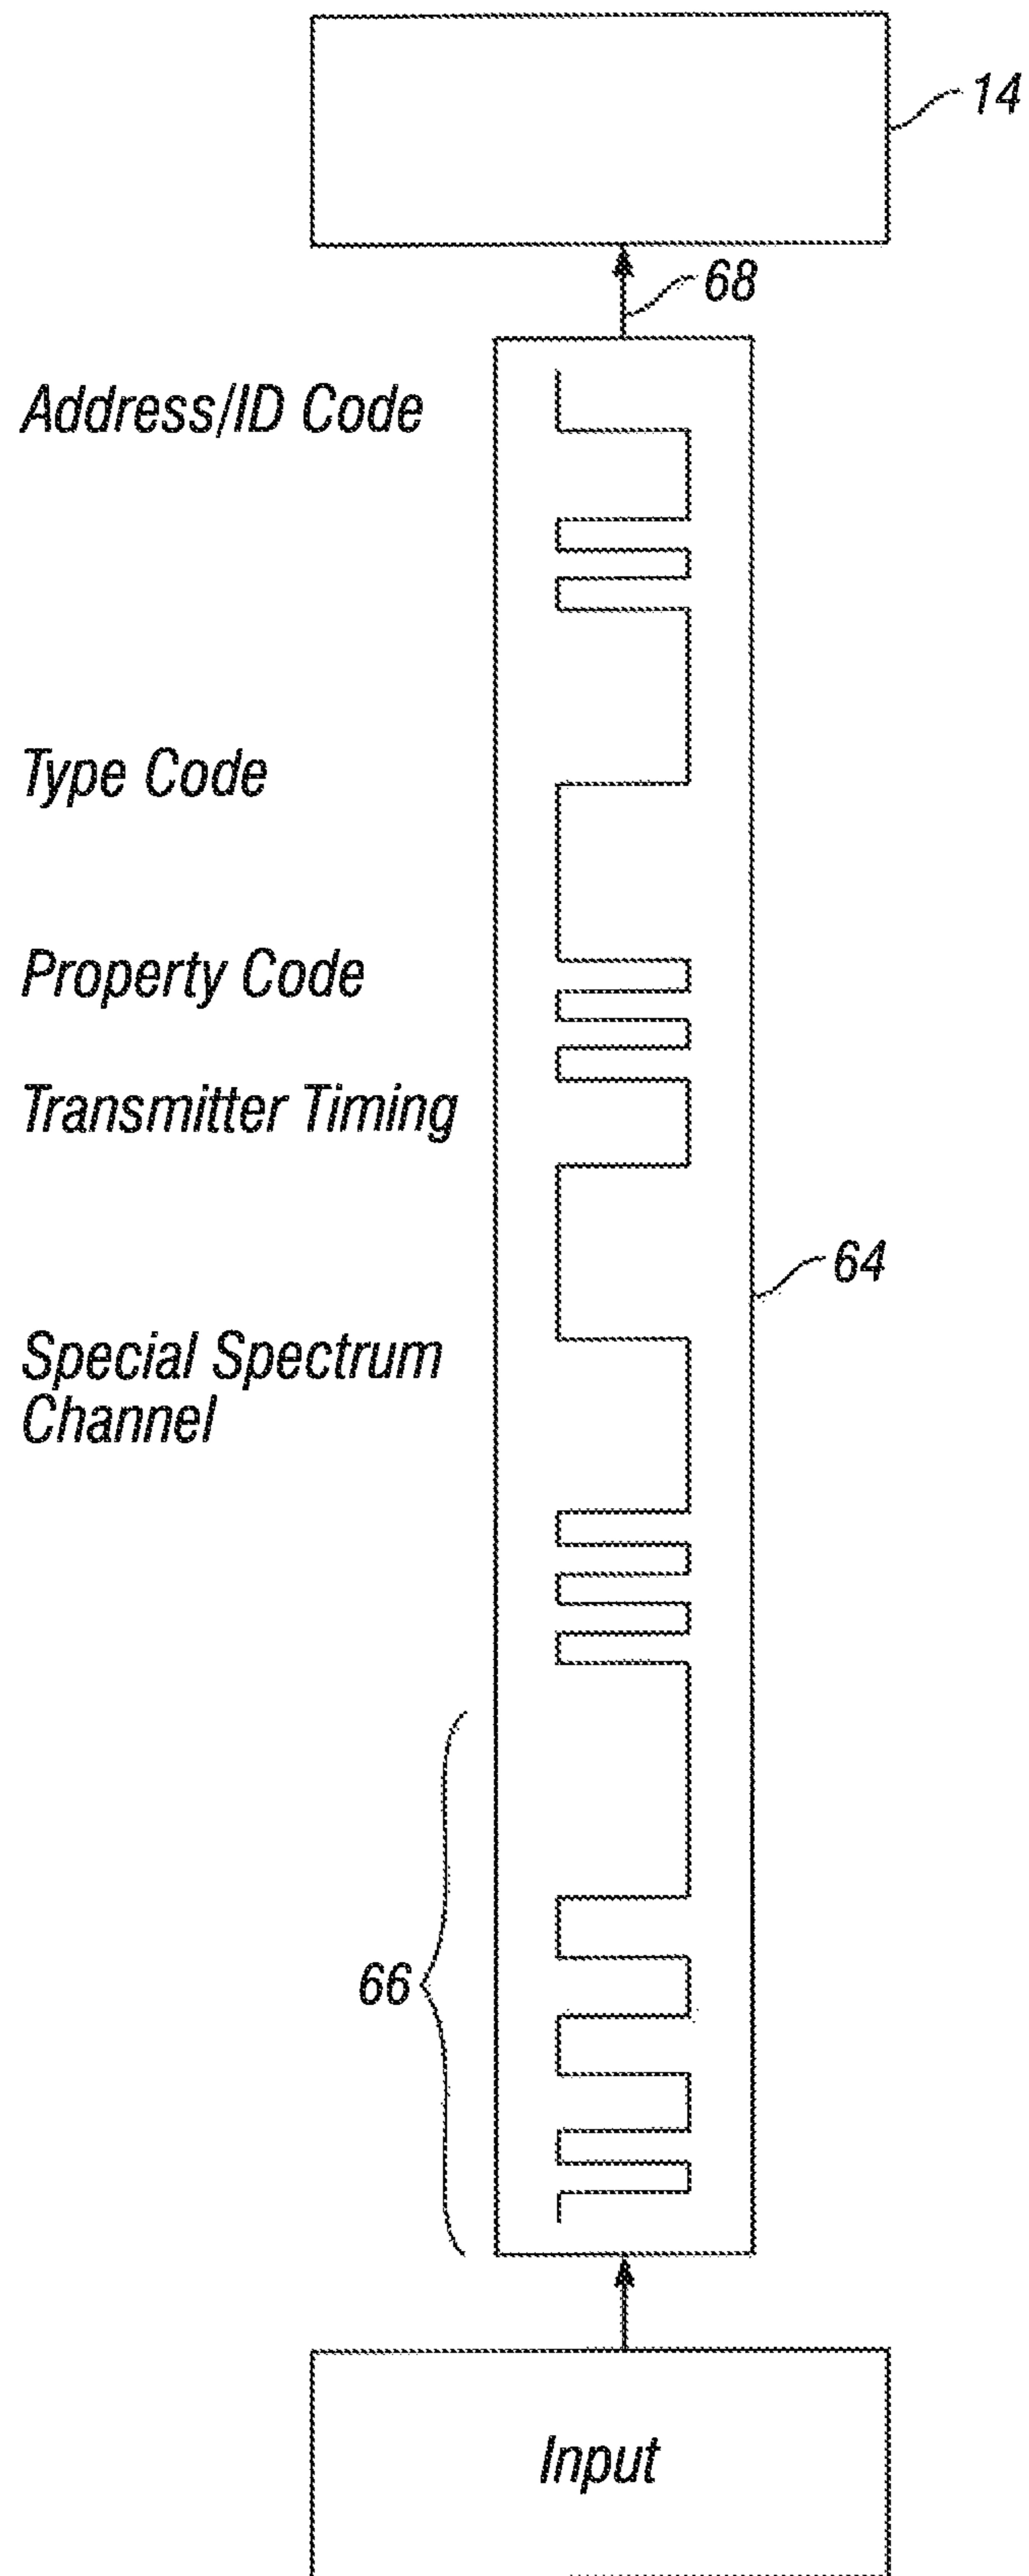 14
68
Address/ID Code
Type Code
Property Code
Transmitter Timing
64
Special Spectrum
Channel
66
Input